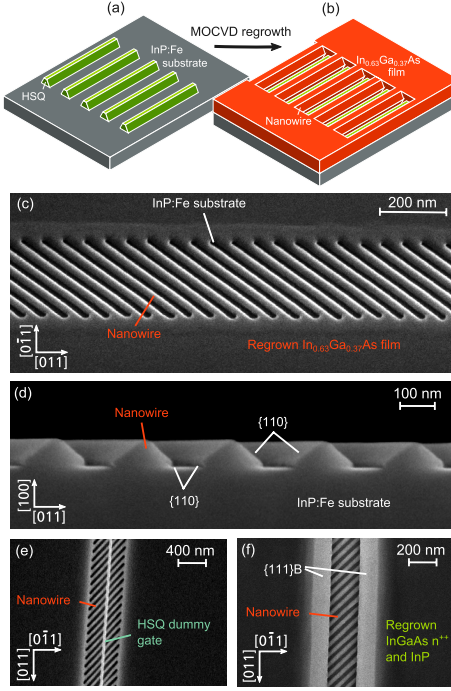 (a)
MOCVD regrowth
(b)
HSQ
InP:Fe
substrate
In0.63Ga0.37As
film
Nanowire
(c)
InP:Fe substrate
200 nm
Nanowire
[01̄1]
[011]
Regrown In0.63Ga0.37As film
(d)
Nanowire
{110}
100 nm
{110}
[100]
[011]
InP:Fe substrate
(e)
400 nm
Nanowire
HSQ dummy
gate
[01̄1]
[011]
(f)
200 nm
{111}B
Nanowire
Regrown
InGaAs n++
and InP
[01̄1]
[011]